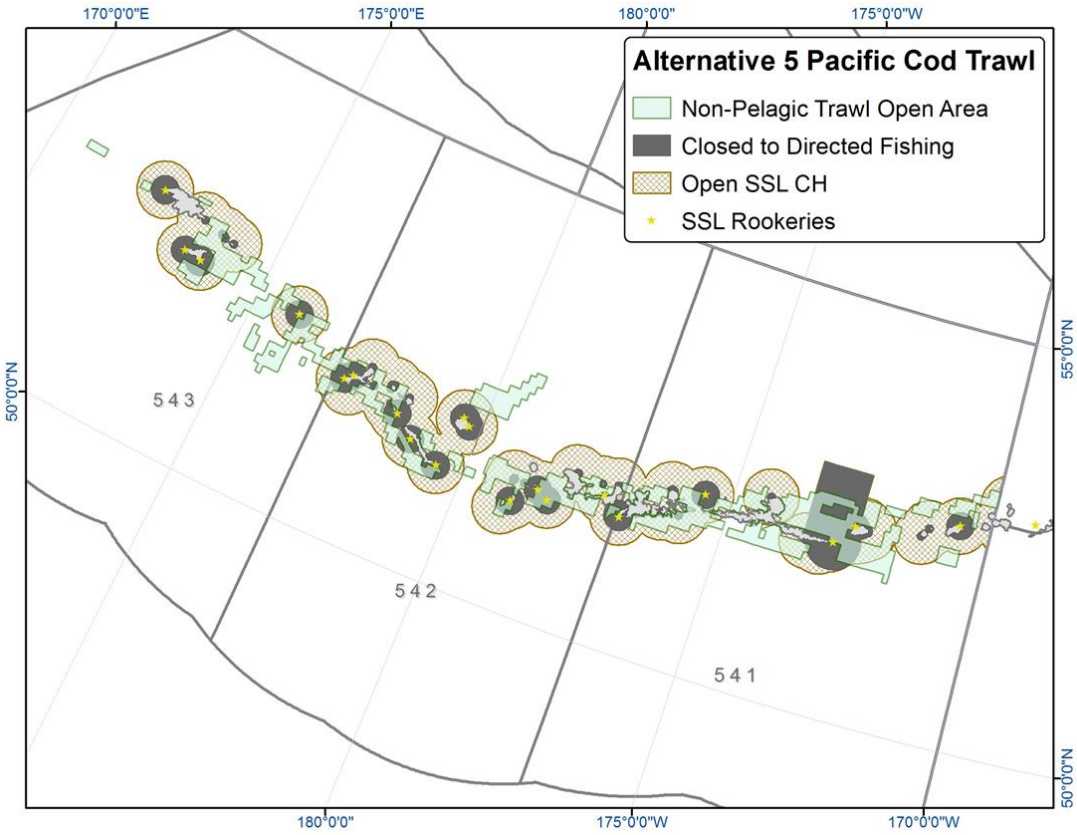 170°0'0"E
175°0'0"E
180°0'0"
175°0'0"W
Alternative 5 Pacific Cod Trawl
Non-Pelagic Trawl Open Area
Closed to Directed Fishing
Open SSL CH
SSL Rookeries
55°0'0"N
50°0'0"N
543
542
541
50°0'0"N
180°0'0"
175°0'0"W
170°0'0"W